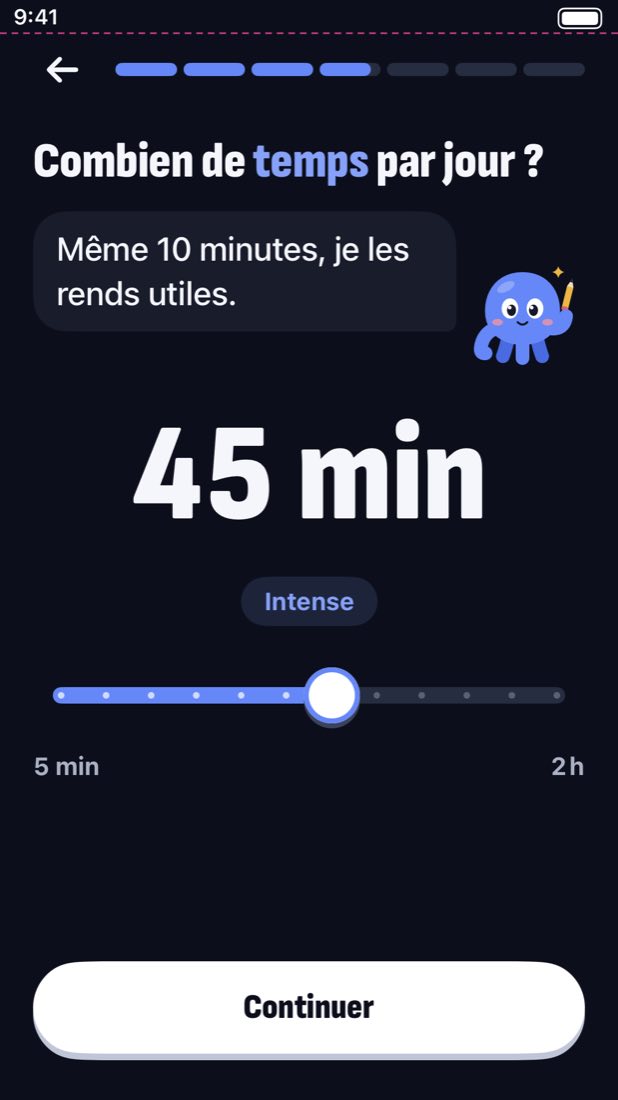 9:41
Combien de temps par jour ?
Même 10 minutes, je les
rends utiles.
45 min
Intense
5 min
2 h
Continuer